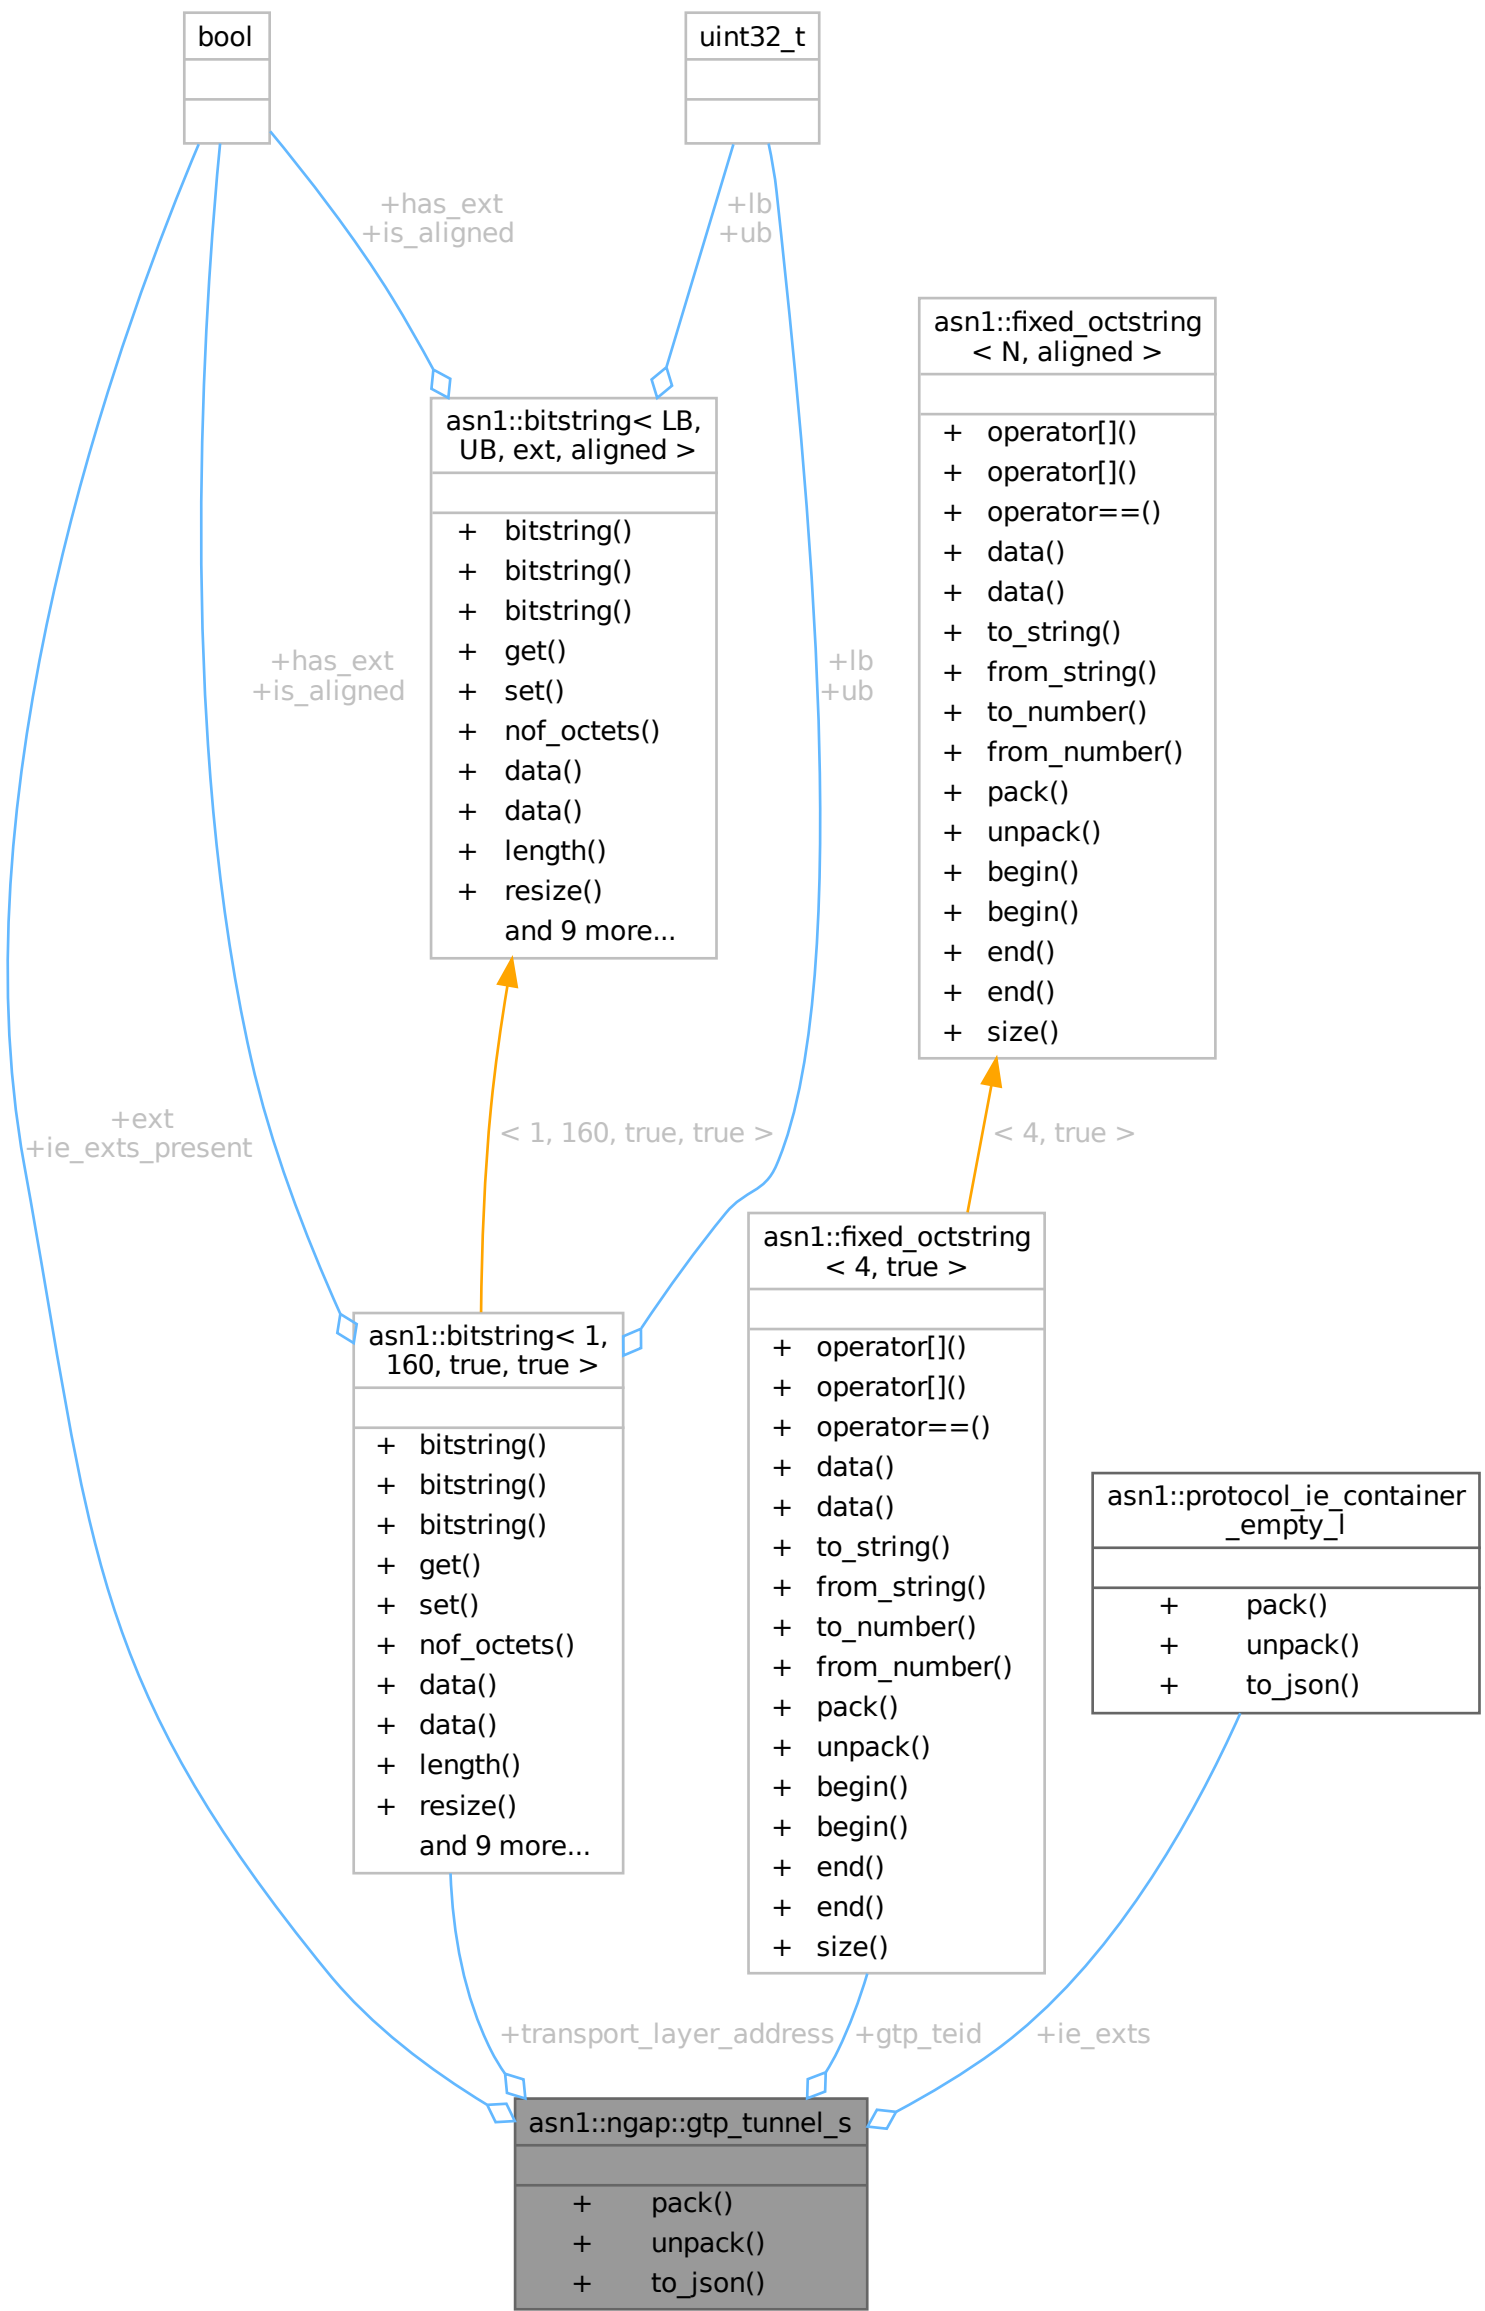 bool
uint32_t
+has_ext
+is_aligned
+lb
+ub
asn1::fixed_octstring
< N, aligned >
+ operator[]()
+ operator[]()
+ operator==()
+ data()
+ data()
+ to_string()
+ from_string()
+ to_number()
+ from_number()
+ pack()
+ unpack()
+ begin()
+ begin()
+ end()
+ end()
+ size()
asn1::bitstring< LB,
UB, ext, aligned >
+ bitstring()
+ bitstring()
+ bitstring()
+ get()
+ set()
+ nof_octets()
+ data()
+ data()
+ length()
+ resize()
and 9 more...
+has_ext
+is_aligned
+lb
+ub
+ext
+ie_exts_present
< 1, 160, true, true >
< 4, true >
asn1::fixed_octstring
< 4, true >
+ operator[]()
+ operator[]()
+ operator==()
+ data()
+ data()
+ to_string()
+ from_string()
+ to_number()
+ from_number()
+ pack()
+ unpack()
+ begin()
+ begin()
+ end()
+ end()
+ size()
asn1::bitstring< 1,
160, true, true >
+ bitstring()
+ bitstring()
+ bitstring()
+ get()
+ set()
+ nof_octets()
+ data()
+ data()
+ length()
+ resize()
and 9 more...
asn1::protocol_ie_container
_empty_l
+ pack()
+ unpack()
+ to_json()
+transport_layer_address
+gtp_teid
+ie_exts
asn1::ngap::gtp_tunnel_s
+ pack()
+ unpack()
+ to_json()